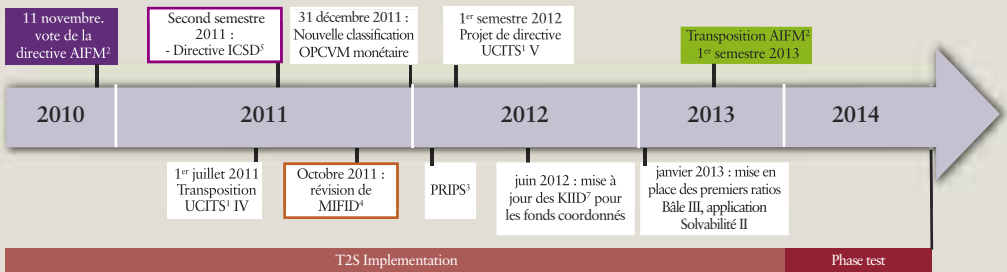 11 novembre.
vote de la
directive AIFM²
Second semestre
2011 :
- Directive ICSD⁵
31 décembre 2011 :
Nouvelle classification
OPCVM monétaire
1er semestre 2012
Projet de directive
UCITS¹ V
Transposition AIFM²
1er semestre 2013
2010
2011
2012
2013
2014
1er juillet 2011
Transposition
UCITS¹ IV
Octobre 2011 :
révision de
MIFID⁴
PRIPS³
juin 2012 : mise à
jour des KIID⁷ pour
les fonds coordonnés
janvier 2013 : mise en
place des premiers ratios
Bâle III, application
Solvabilité II
T2S Implementation
Phase test